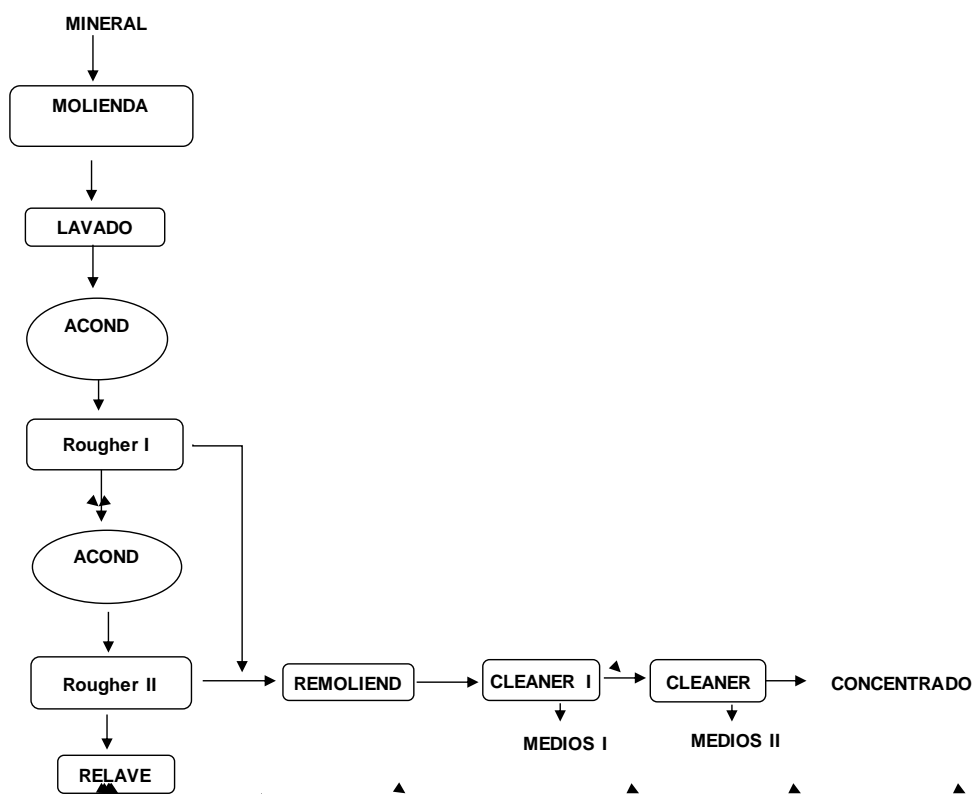 MINERAL
MOLIENDA
LAVADO
ACOND
Rougher I
ACOND
Rougher II
REMOLIEND
CLEANER I
CLEANER
CONCENTRADO
MEDIOS I
MEDIOS II
RELAVE